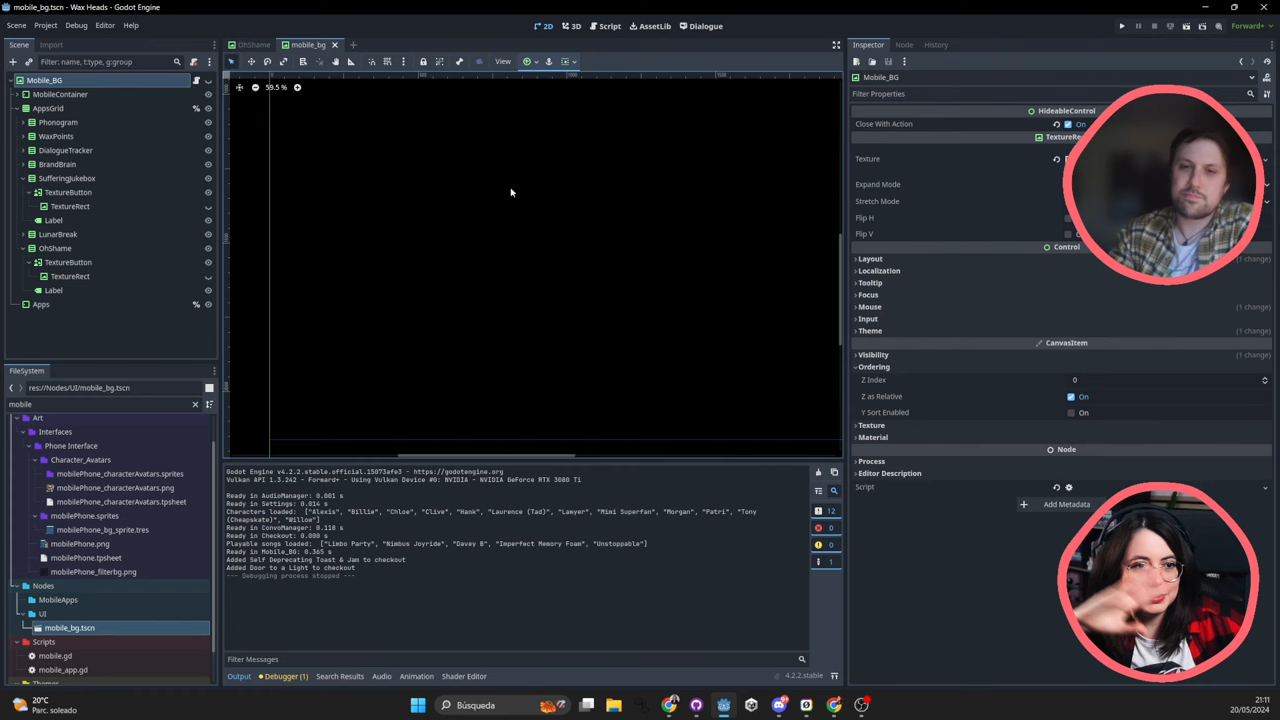 mobile_bg.tscn - Wax Heads - Godot Engine
Scene Project Debug Editor Help
2D 3D Script AssetLib Dialogue
Forward+
Scene Import
OhShame mobile_bg
Inspector Node History
Filter: name, t:type, g:group
View
Mobile_BG
59.5 %
Mobile_BG
MobileContainer
AppsGrid
Phonogram
WaxPoints
DialogueTracker
BrandBrain
SufferingJukebox
TextureButton
TextureRect
Label
LunarBreak
OhShame
TextureButton
TextureRect
Label
Apps
0 500 1000 1500
Filter Properties
HideableControl
Close With Action On
Texture
Expand Mode
Stretch Mode
Flip H
Flip V
Control
Layout (1 change)
Localization
Tooltip
Focus
Mouse (1 change)
Input
Theme (1 change)
CanvasItem
Visibility
Ordering
Z Index 0
Z as Relative On
Y Sort Enabled On
Texture
Material
Node
Process
Editor Description
Script
Add Metadata
FileSystem
res://Nodes/UI/mobile_bg.tscn
mobile
Art
Interfaces
Phone Interface
Character_Avatars
mobilePhone_characterAvatars.sprites
mobilePhone_characterAvatars.png
mobilePhone_characterAvatars.tpsheet
mobilePhone.sprites
mobilePhone_bg_sprite.tres
mobilePhone.png
mobilePhone.tpsheet
mobilePhone_filterbg.png
Nodes
MobileApps
UI
mobile_bg.tscn
Scripts
mobile.gd
mobile_app.gd
Godot Engine v4.2.2.stable.official.15073afe3 - https://godotengine.org
Vulkan API 1.3.242 - Forward+ - Using Vulkan Device #0: NVIDIA - NVIDIA GeForce RTX 3080 Ti
Ready in AudioManager: 0.001 s
Ready in Settings: 0.014 s
Characters loaded: ["Alexis", "Billie", "Chloe", "Clive", "Hank", "Laurence (Tad)", "Lawyer", "Mimi Superfan", "Morgan", "Patri", "Tony
(Cheapskate)", "Willow"]
Ready in ConvoManager: 0.118 s
Ready in Checkout: 0.000 s
Playable songs loaded: ["Limbo Party", "Nimbus Joyride", "Davey B", "Imperfect Memory Foam", "Unstoppable"]
Ready in Mobile_BG: 0.365 s
Added Self Deprecating Toast & Jam to checkout
Added Door to a Light to checkout
--- Debugging process stopped ---
12
0
0
1
Filter Messages
Output Debugger (1) Search Results Audio Animation Shader Editor
4.2.2.stable
20°C
Parc. soleado
Búsqueda
21:11
20/05/2024